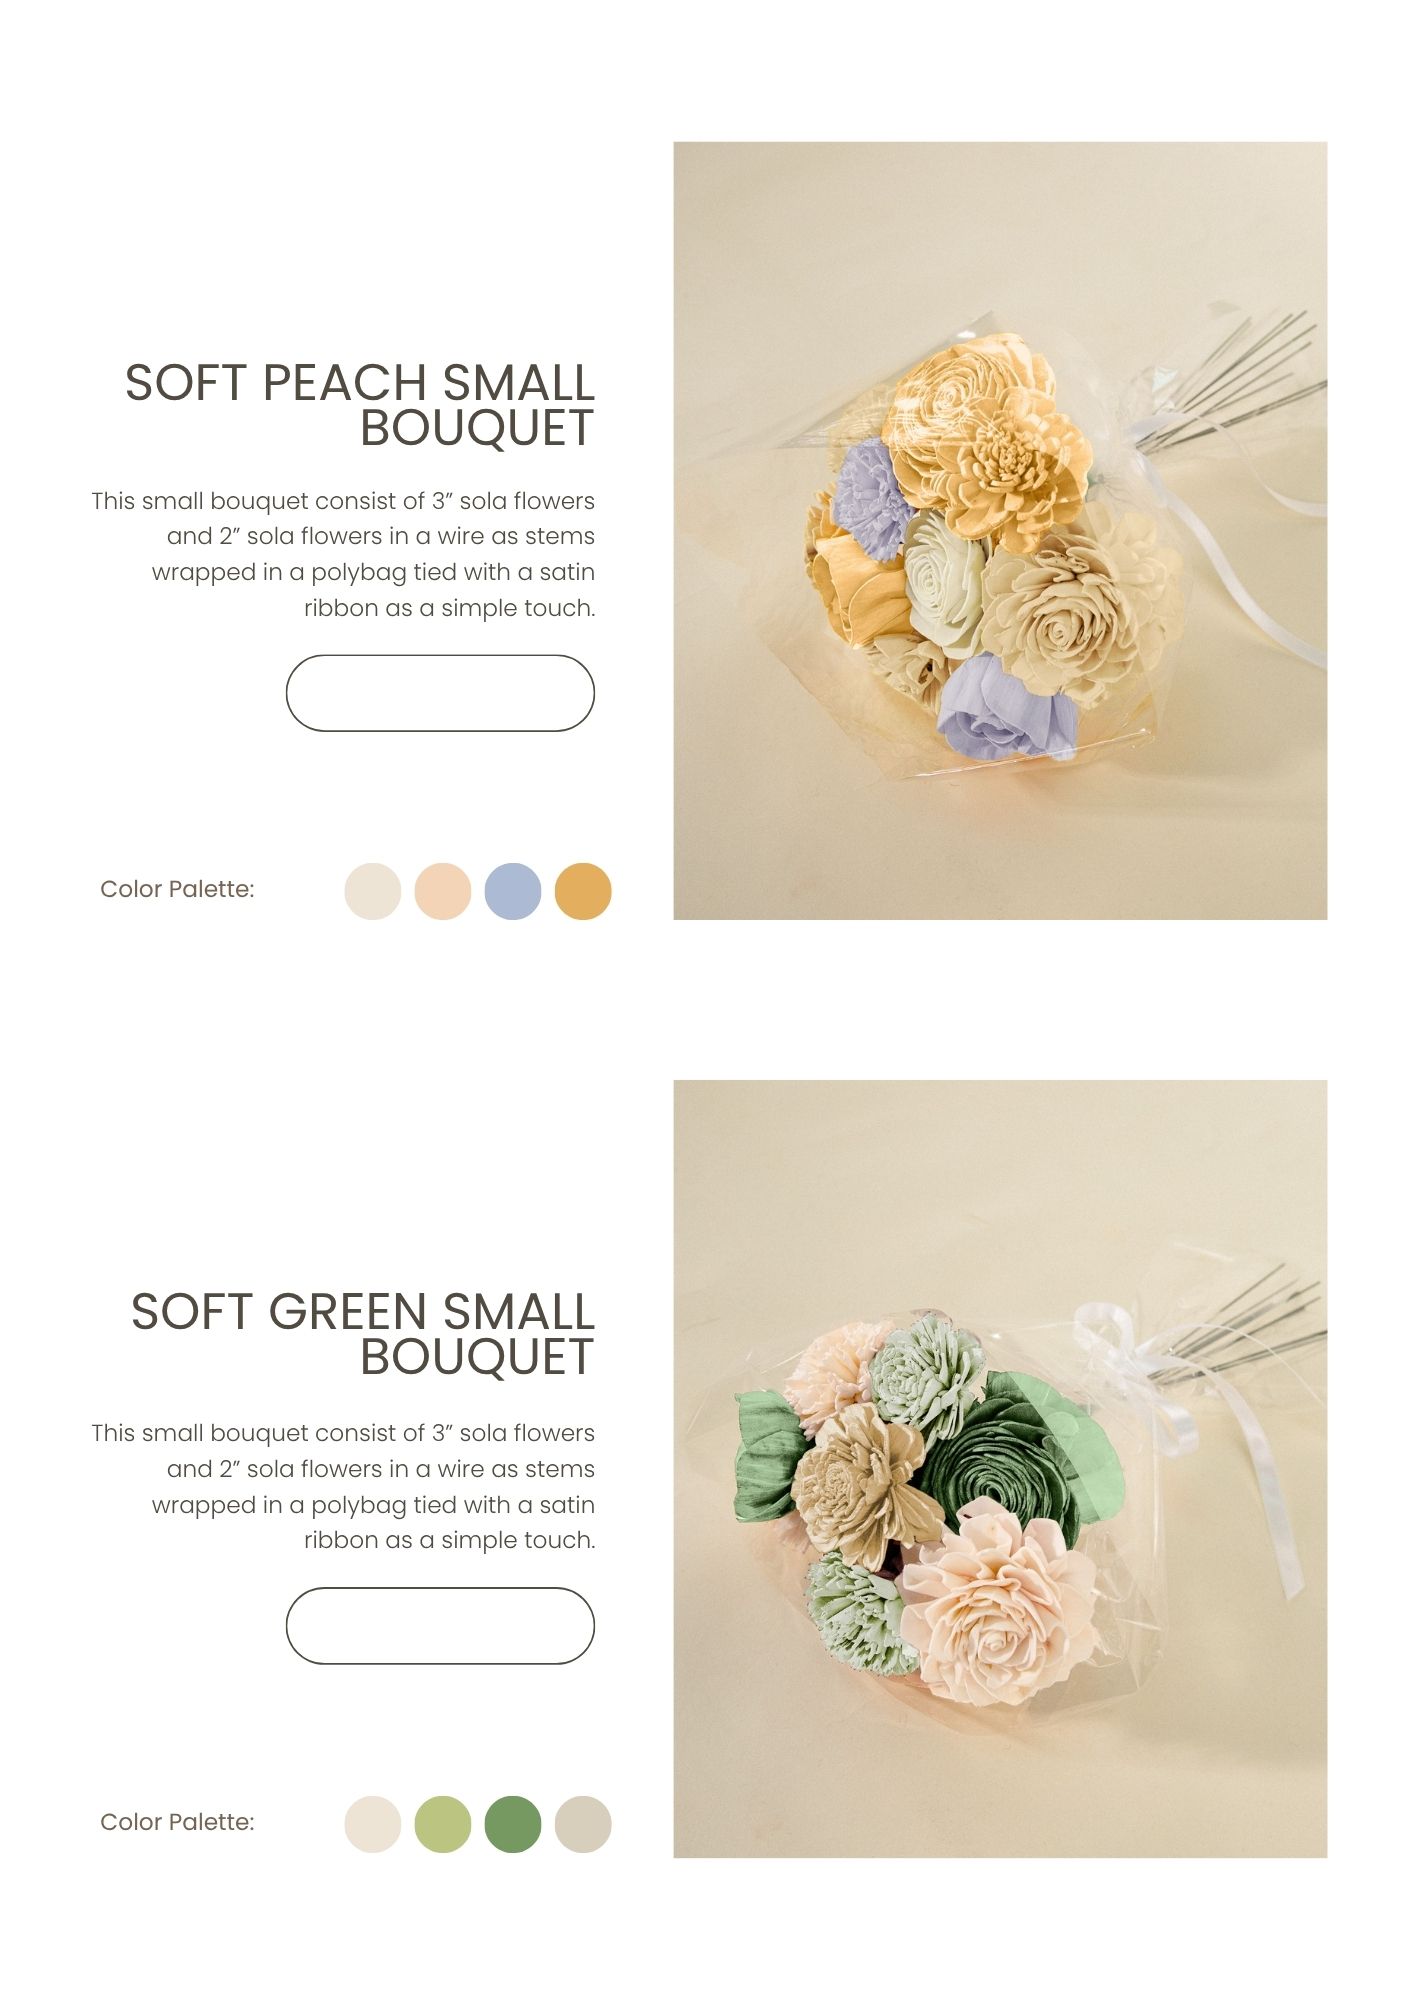 SOFT PEACH SMALL
BOUQUET
This small bouquet consist of 3” sola flowers
and 2” sola flowers in a wire as stems
wrapped in a polybag tied with a satin
ribbon as a simple touch.
Color Palette:
SOFT GREEN SMALL
BOUQUET
This small bouquet consist of 3” sola flowers
and 2” sola flowers in a wire as stems
wrapped in a polybag tied with a satin
ribbon as a simple touch.
Color Palette: